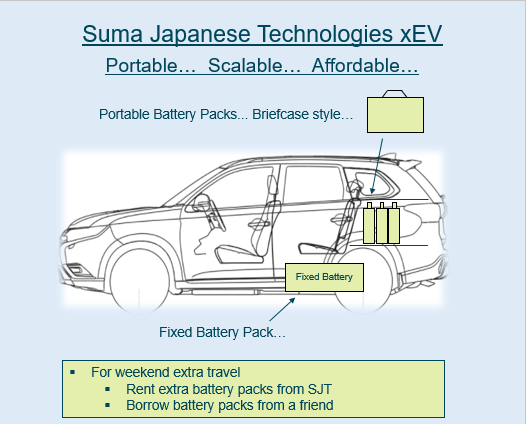 Suma Japanese Technologies xEV
Portable… Scalable… Affordable…
Portable Battery Packs... Briefcase style…
Fixed Battery
Fixed Battery Pack…
▪ For weekend extra travel
▪ Rent extra battery packs from SJT
▪ Borrow battery packs from a friend